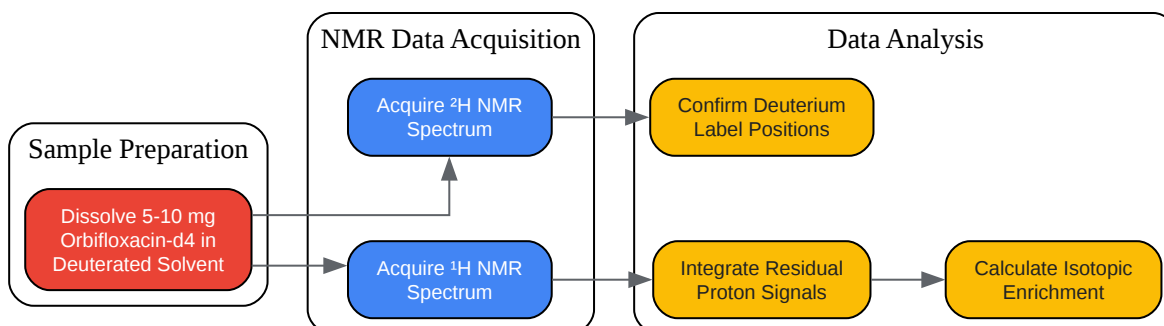 Sample Preparation
Dissolve 5-10 mg
Orbifloxacin-d4 in
Deuterated Solvent
NMR Data Acquisition
Acquire ²H NMR
Spectrum
Acquire ¹H NMR
Spectrum
Data Analysis
Confirm Deuterium
Label Positions
Integrate Residual
Proton Signals
Calculate Isotopic
Enrichment